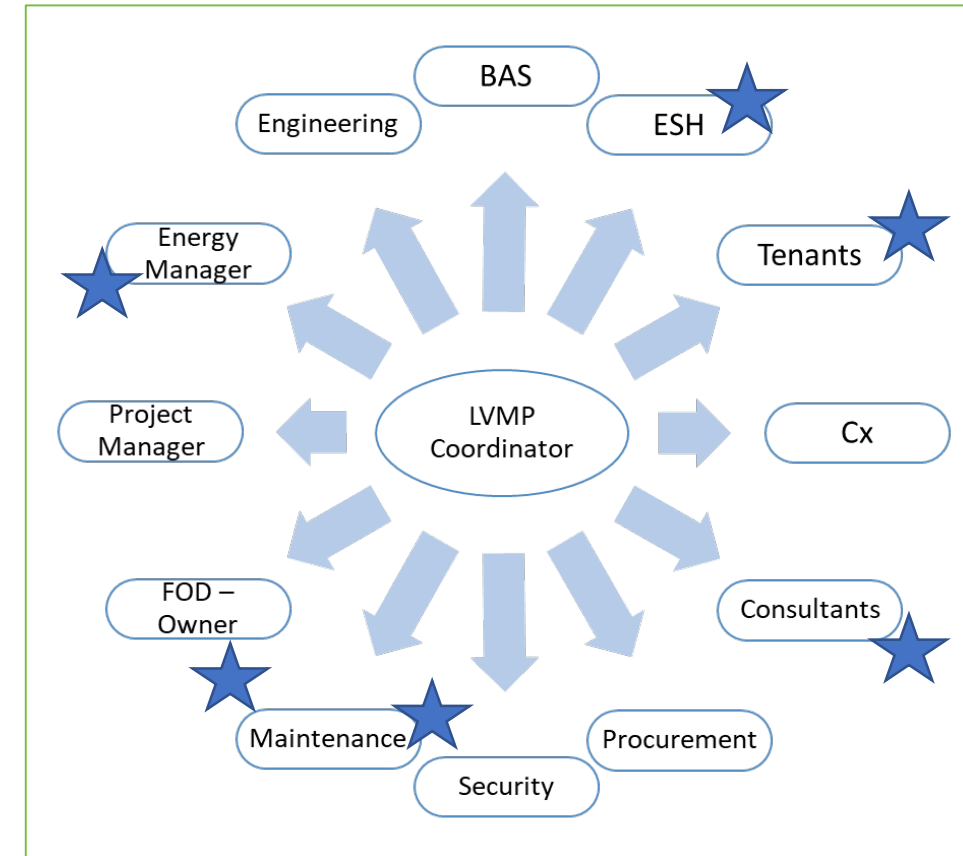 BAS
Engineering
ESH
Energy
Manager
Tenants
Project
Manager
LVMP
Coordinator
Cx
FOD –
Owner
Consultants
Maintenance
Procurement
Security